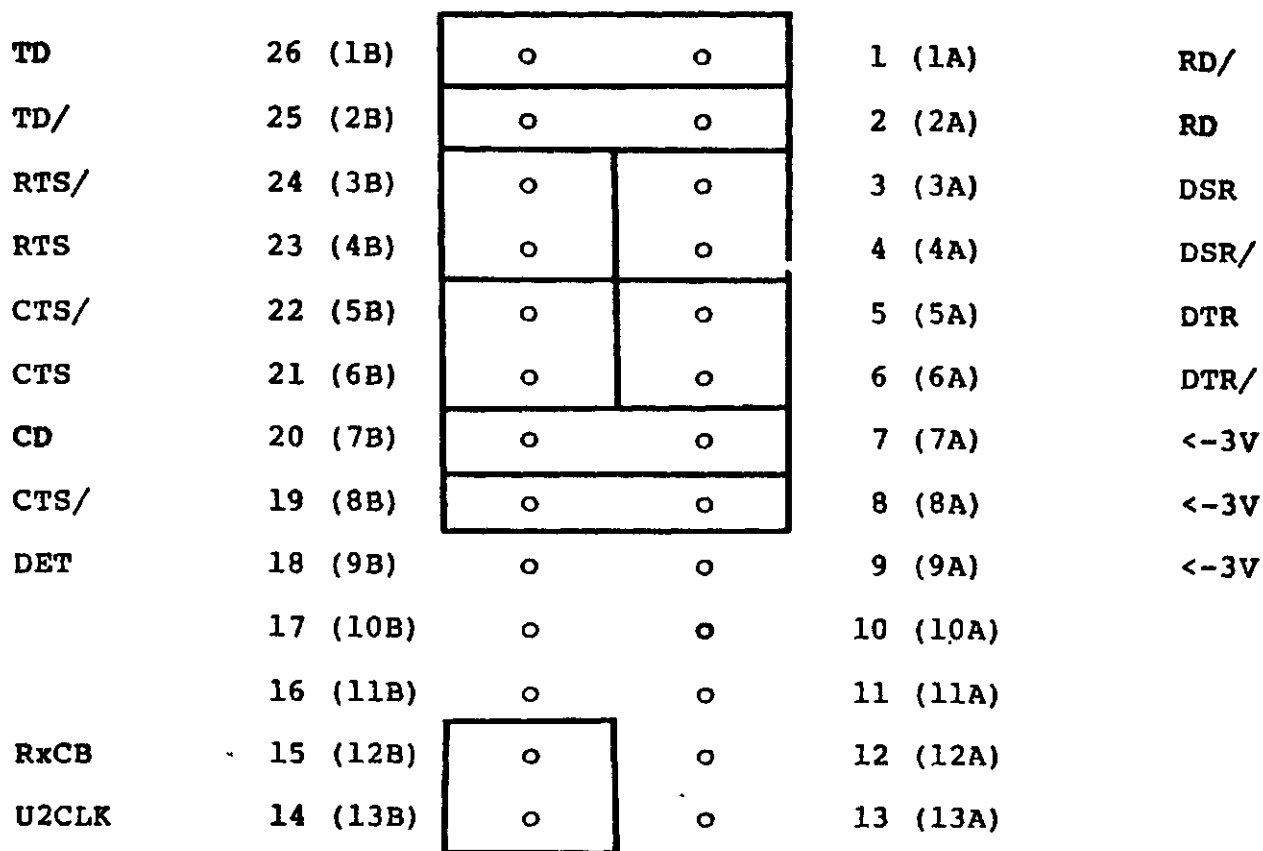 TD 26 (1B) 1 (1A) RD/
TD/ 25 (2B) 2 (2A) RD
RTS/ 24 (3B) 3 (3A) DSR
RTS 23 (4B) 4 (4A) DSR/
CTS/ 22 (5B) 5 (5A) DTR
CTS 21 (6B) 6 (6A) DTR/
CD 20 (7B) 7 (7A) <-3V
CTS/ 19 (8B) 8 (8A) <-3V
DET 18 (9B) 9 (9A) <-3V
17 (10B) 10 (10A)
16 (11B) 11 (11A)
RxCB 15 (12B) 12 (12A)
U2CLK 14 (13B) 13 (13A)